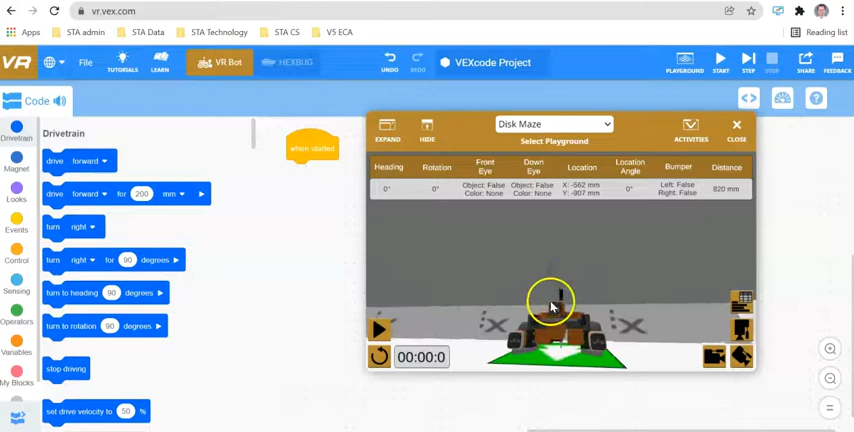 vr.vex.com
Apps STA admin STA Data STA Technology STA CS V5 ECA Reading list
VR File TUTORIALS LEARN VR Bot HEXBUG UNDO REDO VEXcode Project PLAYGROUND START STEP STOP SHARE FEEDBACK
Code
Drivetrain
Magnet
Looks
Events
Control
Sensing
Operators
Variables
My Blocks
Drivetrain
drive forward
drive forward for 200 mm
turn right
turn right for 90 degrees
turn to heading 90 degrees
turn to rotation 90 degrees
stop driving
set drive velocity to 50 %
when started
EXPAND HIDE Disk Maze ACTIVITIES CLOSE
Select Playground
Heading Rotation Front Eye Down Eye Location Location Angle Bumper Distance
0° 0° Object: False Color: None Object: False Color: None X: -562 mm Y: -907 mm 0° Left: False Right: False 820 mm
00:00:0